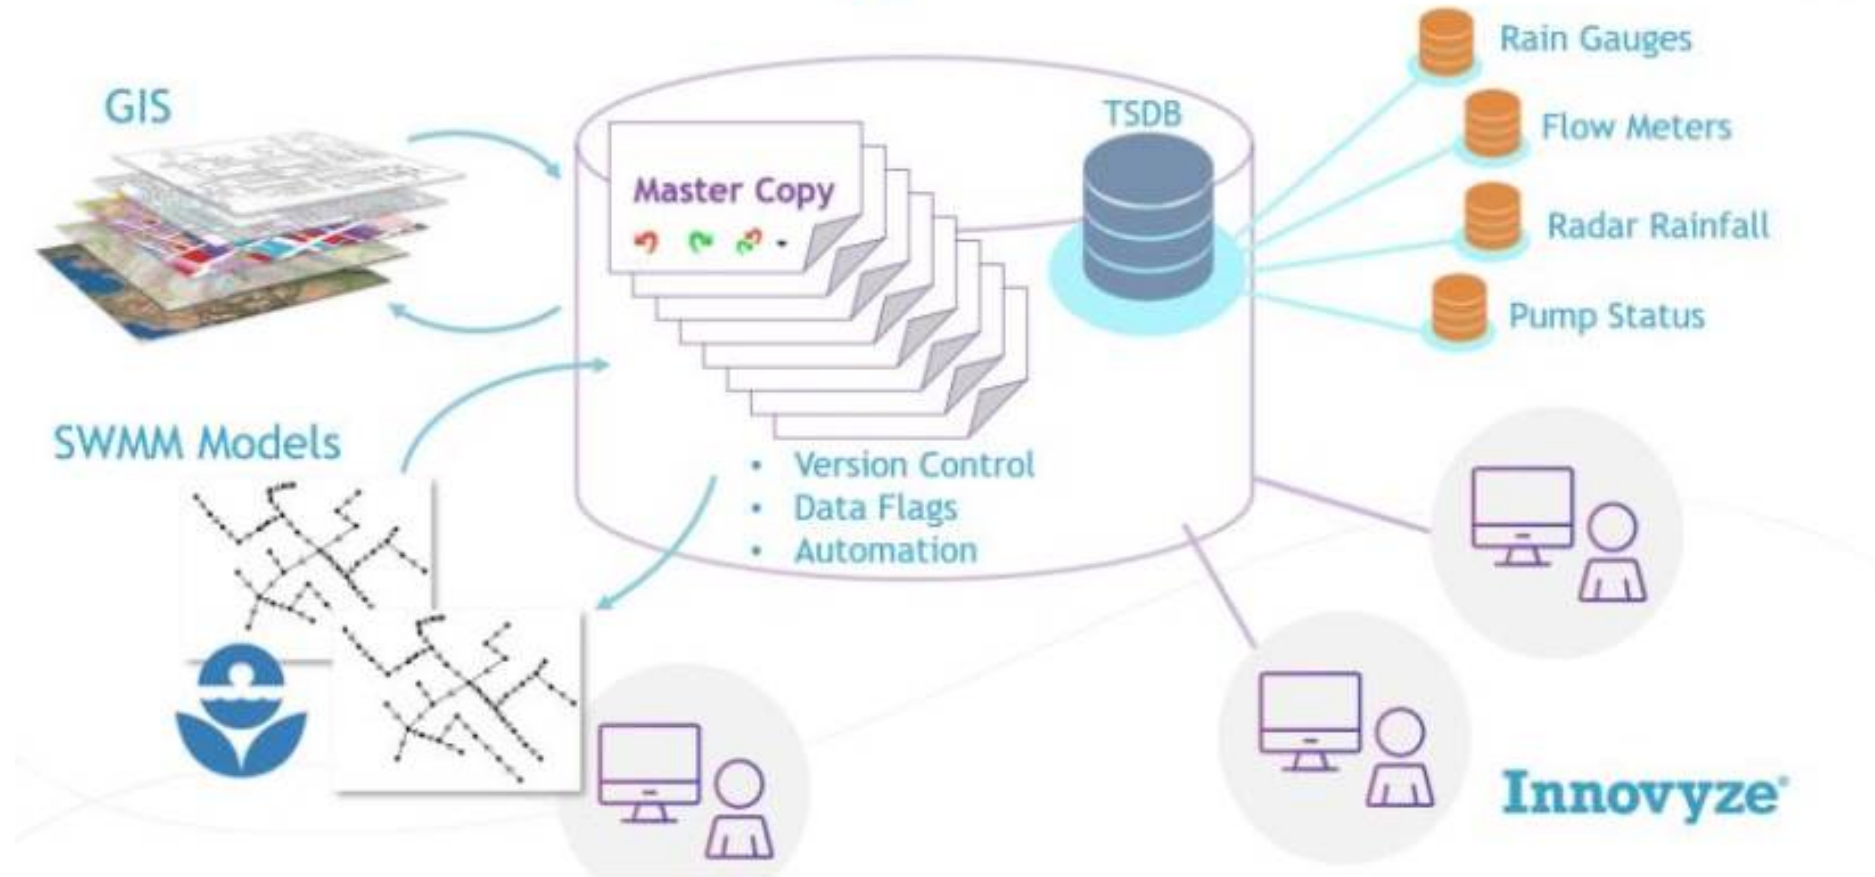 GIS
SWMM Models
Master Copy
• Version Control
• Data Flags
• Automation
TSDB
Rain Gauges
Flow Meters
Radar Rainfall
Pump Status
Innovyze®